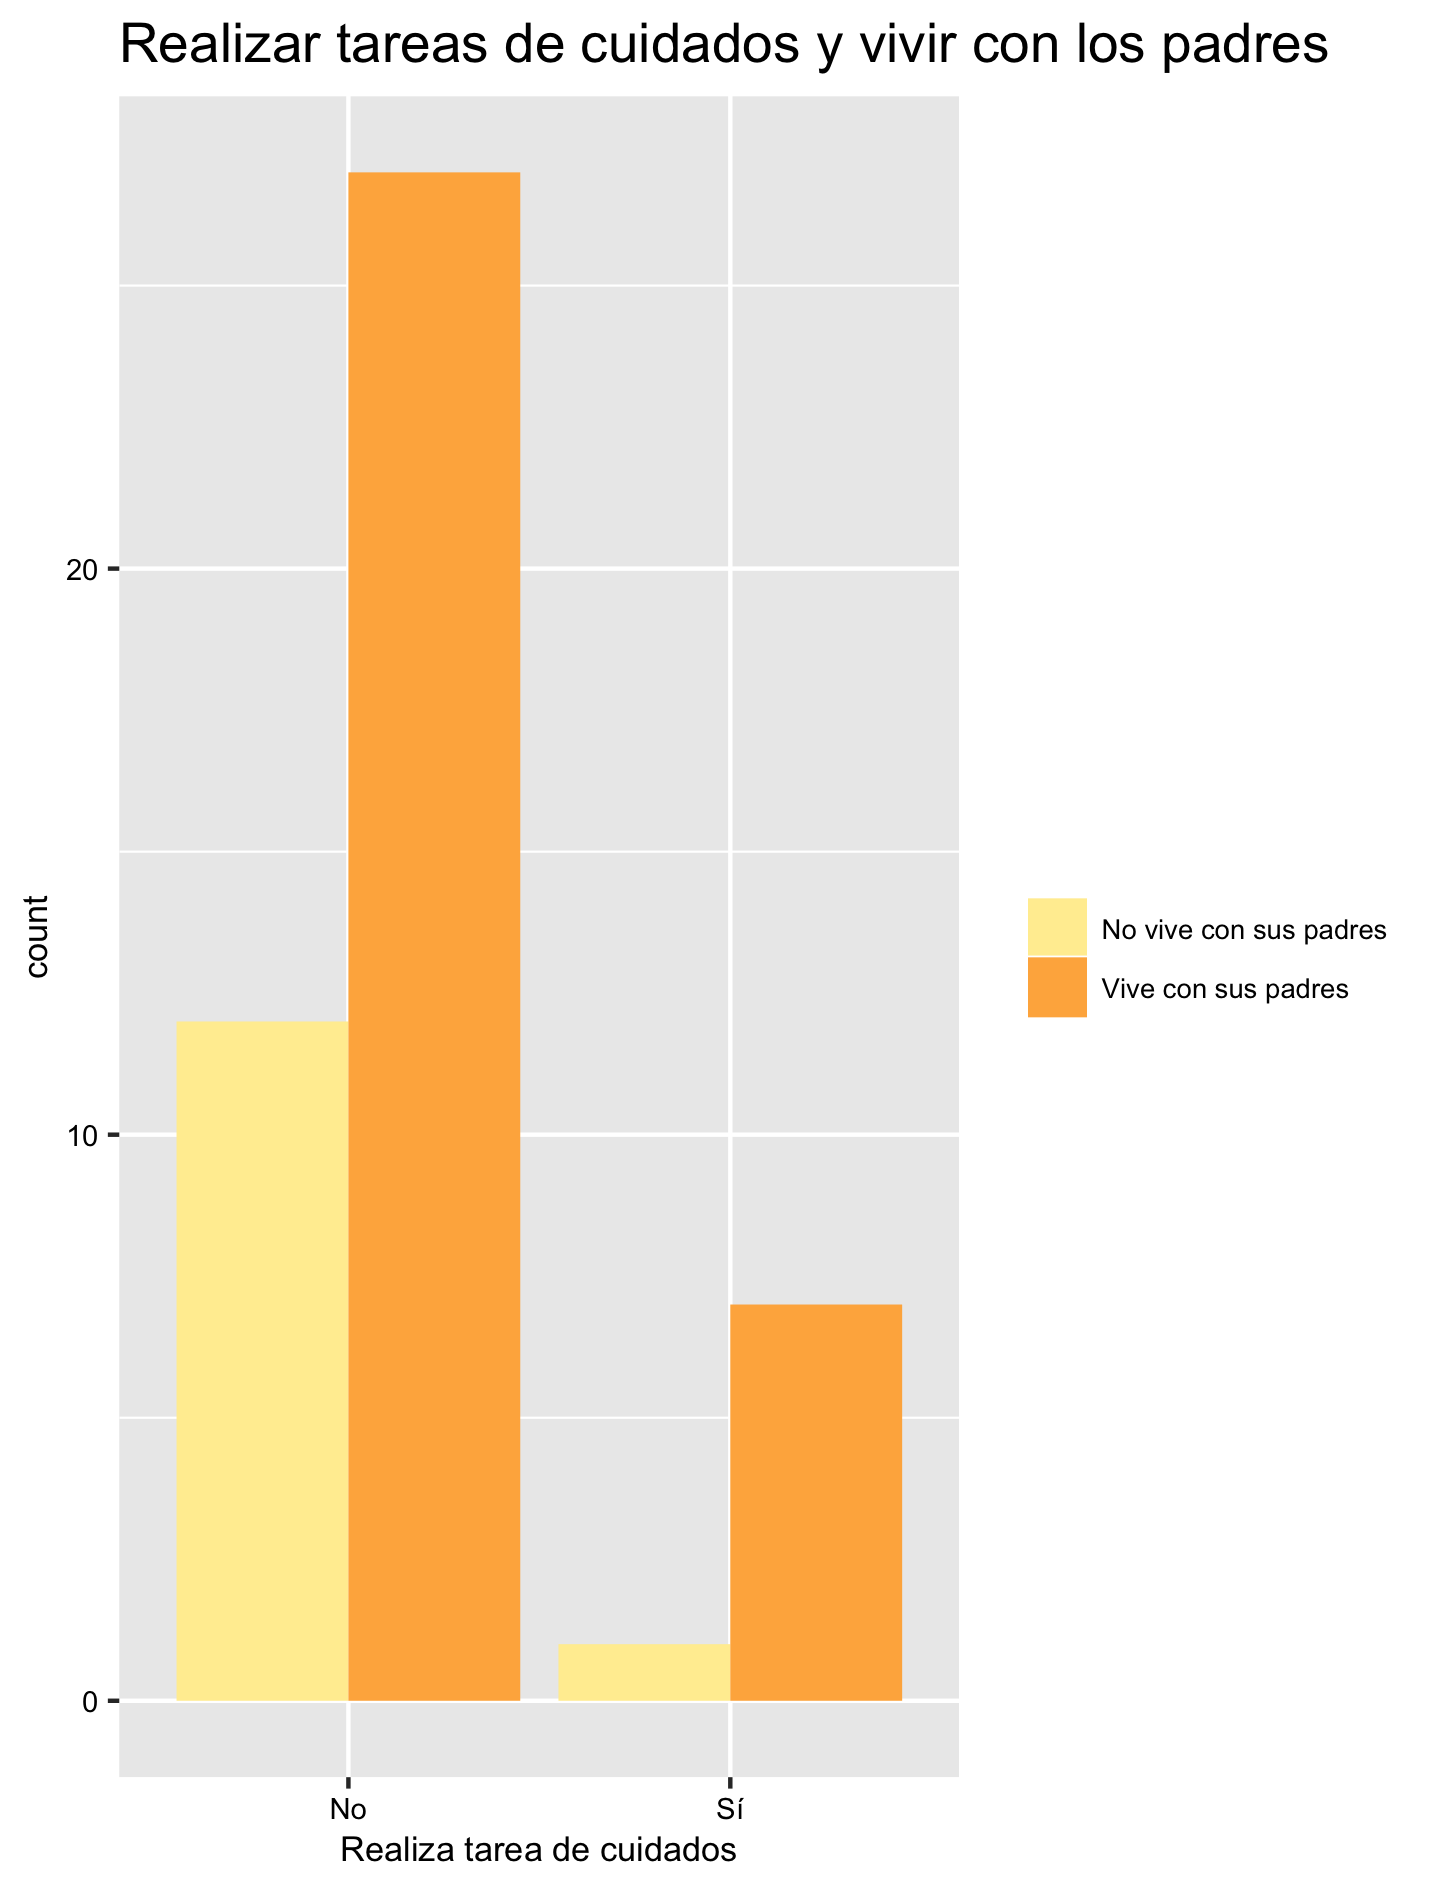 Realizar tareas de cuidados y vivir con los padres
20
10
0
count
No vive con sus padres
Vive con sus padres
No
Sí
Realiza tarea de cuidados